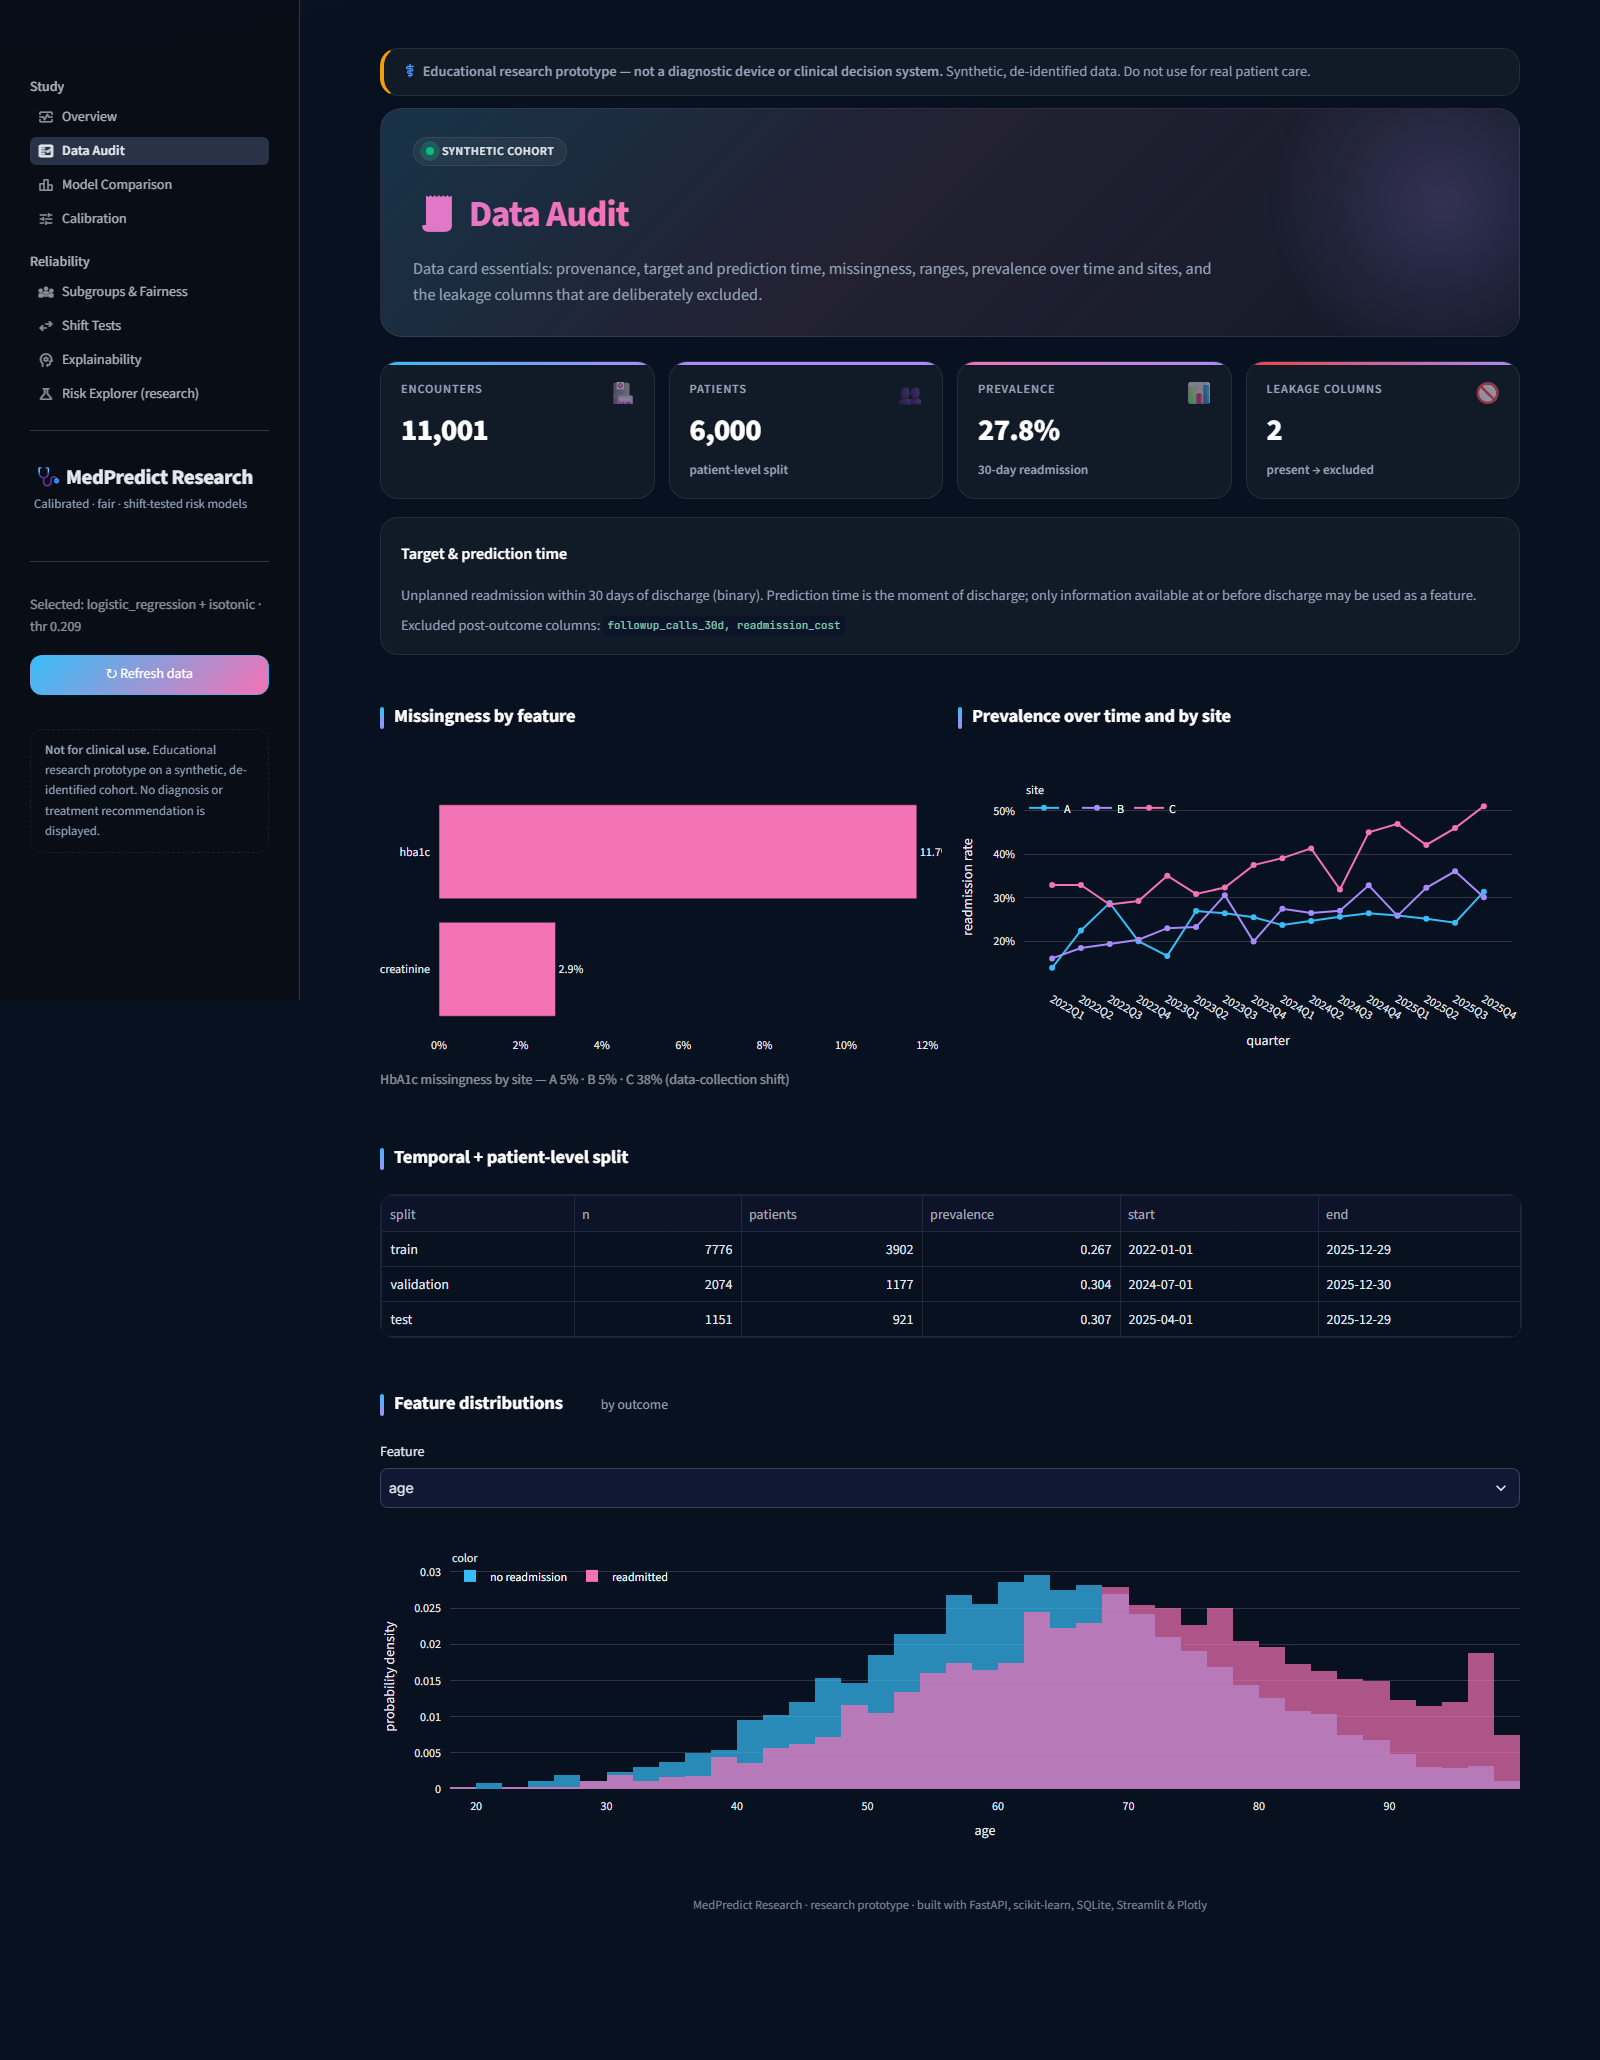 Study
Overview
Data Audit
Model Comparison
Calibration
Reliability
Subgroups & Fairness
Shift Tests
Explainability
Risk Explorer (research)
MedPredict Research
Calibrated · fair · shift-tested risk models
Selected: logistic_regression + isotonic ·
thr 0.209
↻ Refresh data
Not for clinical use. Educational
research prototype on a synthetic, de-
identified cohort. No diagnosis or
treatment recommendation is
displayed.
Educational research prototype — not a diagnostic device or clinical decision system. Synthetic, de-identified data. Do not use for real patient care.
SYNTHETIC COHORT
Data Audit
Data card essentials: provenance, target and prediction time, missingness, ranges, prevalence over time and sites, and
the leakage columns that are deliberately excluded.
ENCOUNTERS
11,001
PATIENTS
6,000
patient-level split
PREVALENCE
27.8%
30-day readmission
LEAKAGE COLUMNS
2
present → excluded
Target & prediction time
Unplanned readmission within 30 days of discharge (binary). Prediction time is the moment of discharge; only information available at or before discharge may be used as a feature.
Excluded post-outcome columns: followup_calls_30d, readmission_cost
Missingness by feature
hba1c
11.7
creatinine
2.9%
0% 2% 4% 6% 8% 10% 12%
HbA1c missingness by site — A 5% · B 5% · C 38% (data-collection shift)
Prevalence over time and by site
site
A B C
50%
40%
30%
20%
readmission rate
2022Q1 2022Q2 2022Q3 2022Q4 2023Q1 2023Q2 2023Q3 2023Q4 2024Q1 2024Q2 2024Q3 2024Q4 2025Q1 2025Q2 2025Q3 2025Q4
quarter
Temporal + patient-level split
split n patients prevalence start end
train 7776 3902 0.267 2022-01-01 2025-12-29
validation 2074 1177 0.304 2024-07-01 2025-12-30
test 1151 921 0.307 2025-04-01 2025-12-29
Feature distributions by outcome
Feature
age
color
no readmission readmitted
0.03
0.025
0.02
0.015
0.01
0.005
0
probability density
20 30 40 50 60 70 80 90
age
MedPredict Research · research prototype · built with FastAPI, scikit-learn, SQLite, Streamlit & Plotly